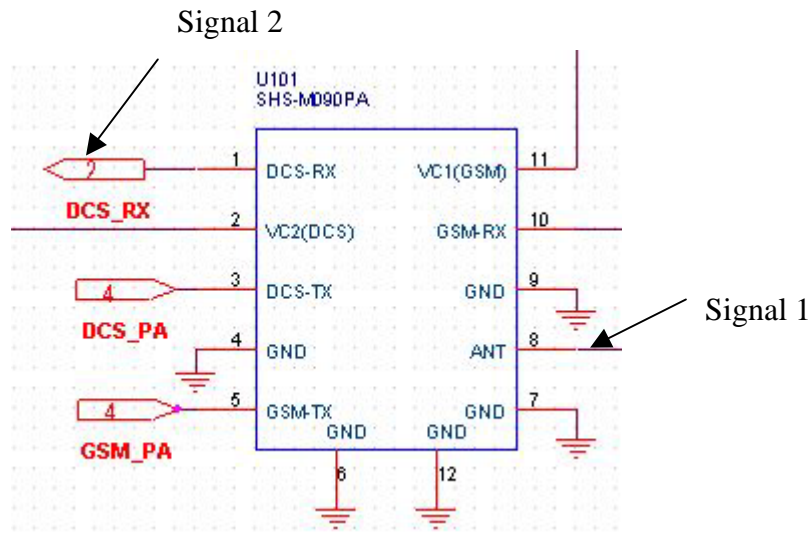 Signal 2
U101
SHS-M090PA
2
DCS_RX
1
DCS-RX
VC1(GSM)
11
2
VC2(DCS)
GSM-RX
10
4
DCS_PA
3
DCS-TX
GND
9
Signal 1
4
GND
ANT
8
4
GSM_PA
5
GSM-TX
GND
7
GND
GND
6
12